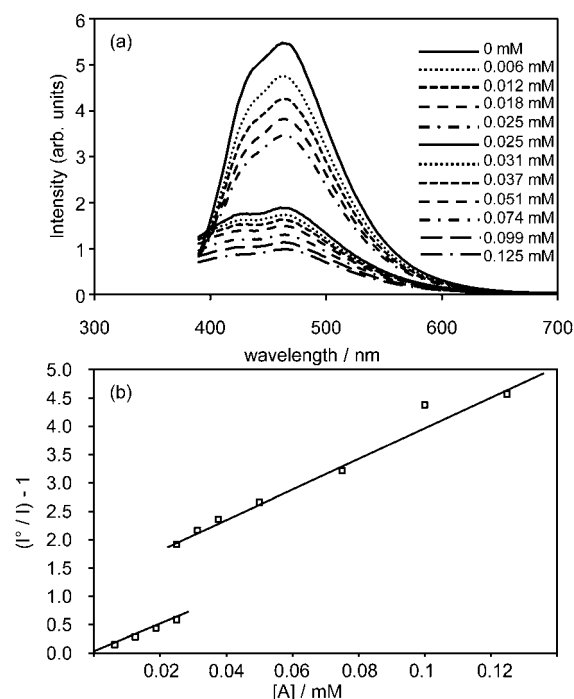 (a)
6
5
4
3
2
1
0
Intensity (arb. units)
0 mM
0.006 mM
0.012 mM
0.018 mM
0.025 mM
0.025 mM
0.031 mM
0.037 mM
0.051 mM
0.074 mM
0.099 mM
0.125 mM
300 400 500 600 700
wavelength / nm
(b)
5.0
4.5
4.0
3.5
3.0
2.5
2.0
1.5
1.0
0.5
0.0
(I° / I) - 1
0.02 0.04 0.06 0.08 0.1 0.12
[A] / mM